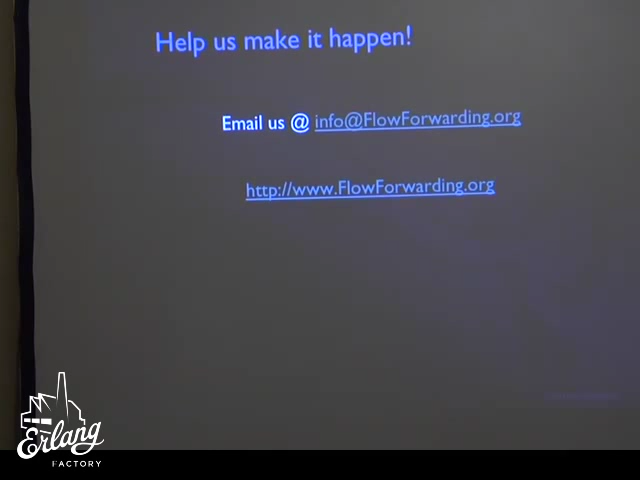 Help us make it happen!
Email us @ info@FlowForwarding.org
http://www.FlowForwarding.org
Erlang
FACTORY